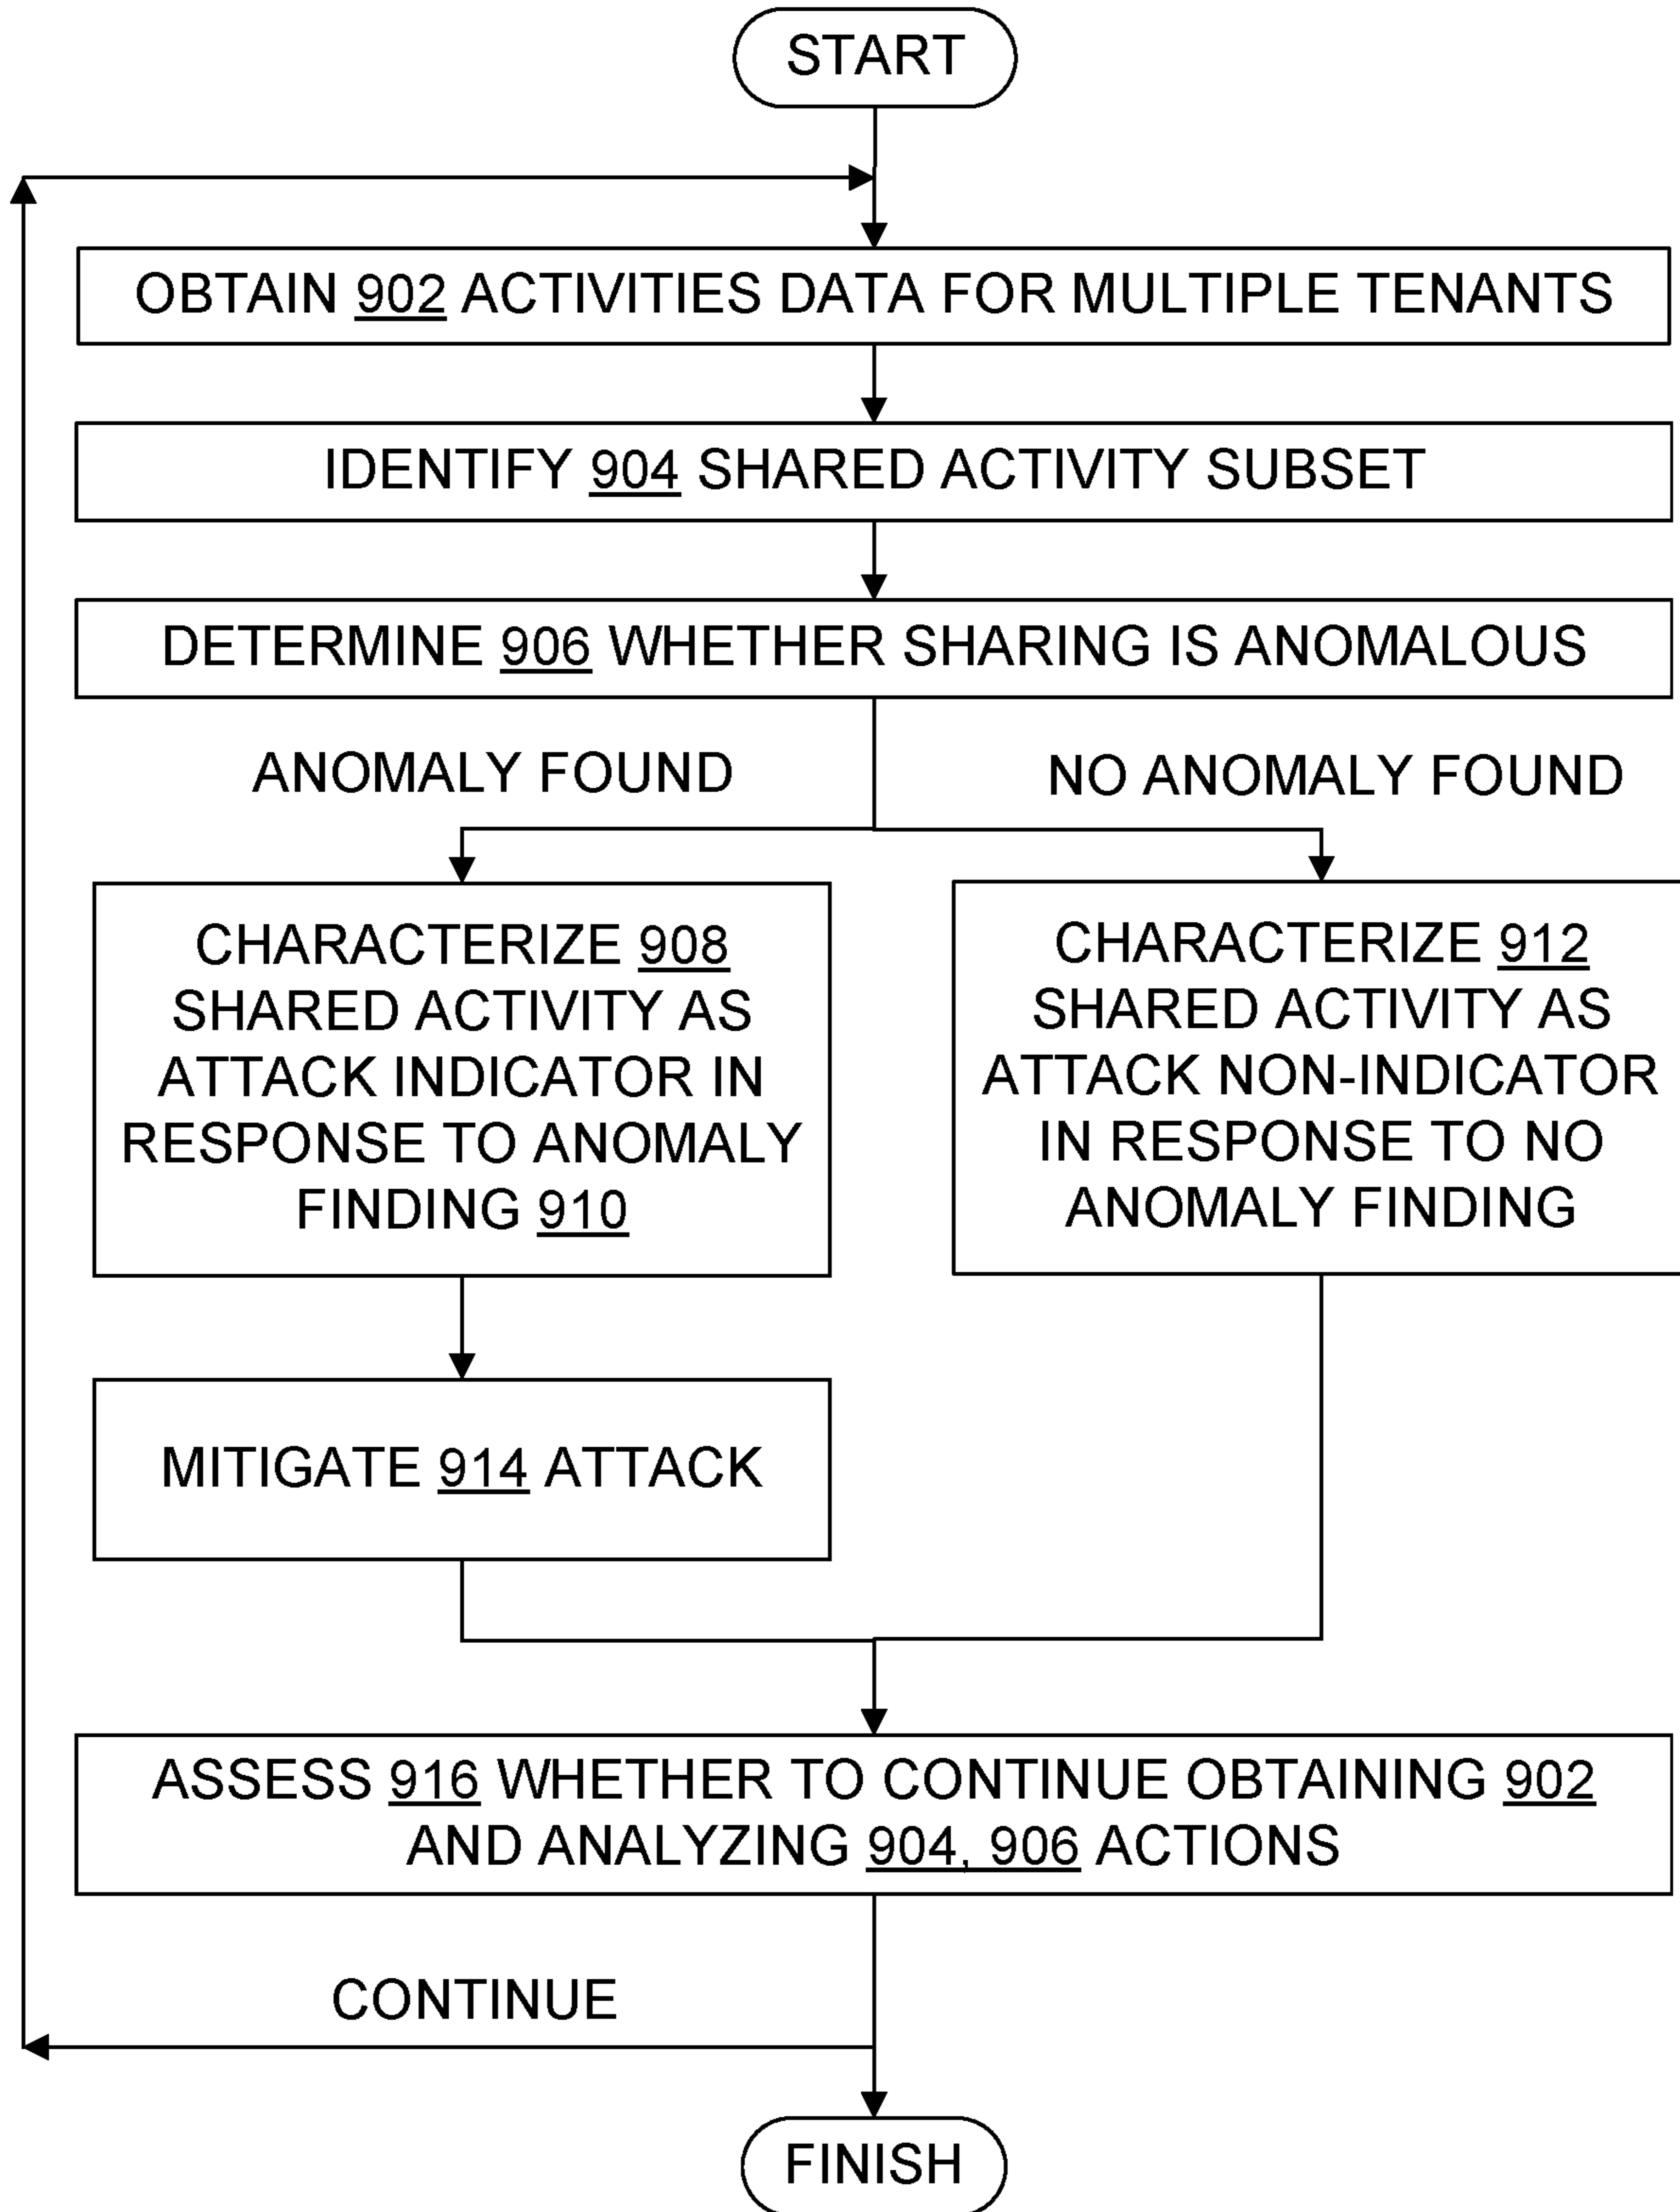 START
OBTAIN 902 ACTIVITIES DATA FOR MULTIPLE TENANTS
IDENTIFY 904 SHARED ACTIVITY SUBSET
DETERMINE 906 WHETHER SHARING IS ANOMALOUS
ANOMALY FOUND
NO ANOMALY FOUND
CHARACTERIZE 908
SHARED ACTIVITY AS
ATTACK INDICATOR IN
RESPONSE TO ANOMALY
FINDING 910
CHARACTERIZE 912
SHARED ACTIVITY AS
ATTACK NON-INDICATOR
IN RESPONSE TO NO
ANOMALY FINDING
MITIGATE 914 ATTACK
ASSESS 916 WHETHER TO CONTINUE OBTAINING 902
AND ANALYZING 904, 906 ACTIONS
CONTINUE
FINISH